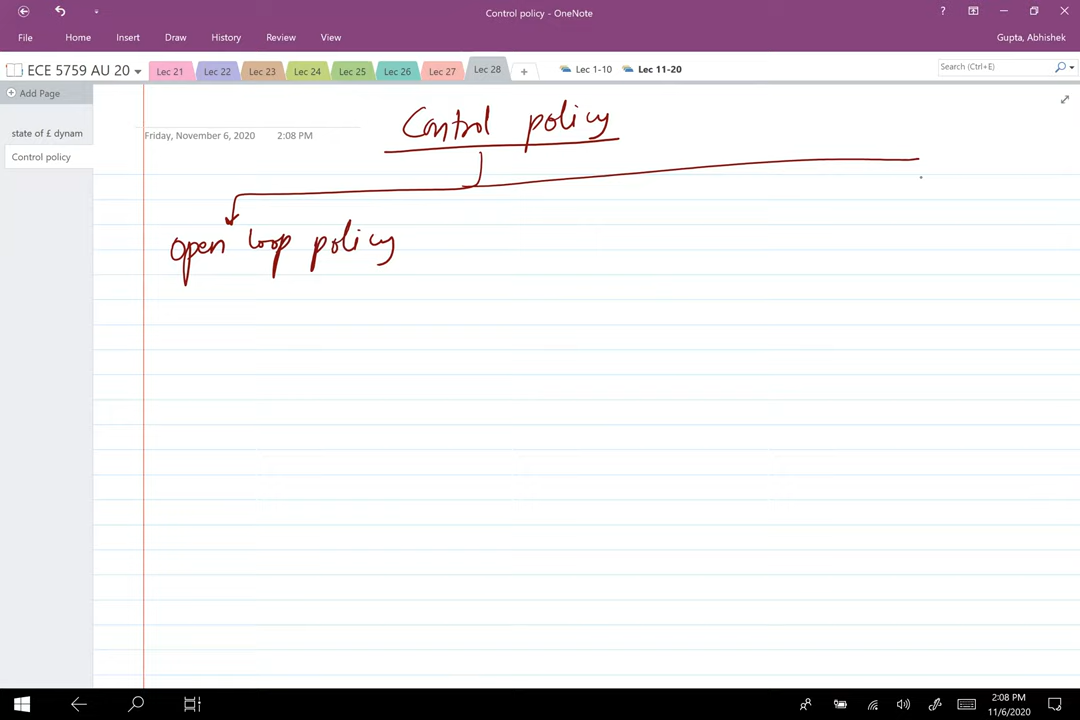 Control policy - OneNote
?
File Home Insert Draw History Review View
Gupta, Abhishek
ECE 5759 AU 20
Lec 21 Lec 22 Lec 23 Lec 24 Lec 25 Lec 26 Lec 27 Lec 28 + Lec 1-10 Lec 11-20
Search (Ctrl+E)
Add Page
state of £ dynam
Control policy
Friday, November 6, 2020 2:08 PM
Control policy
open loop policy
2:08 PM
11/6/2020